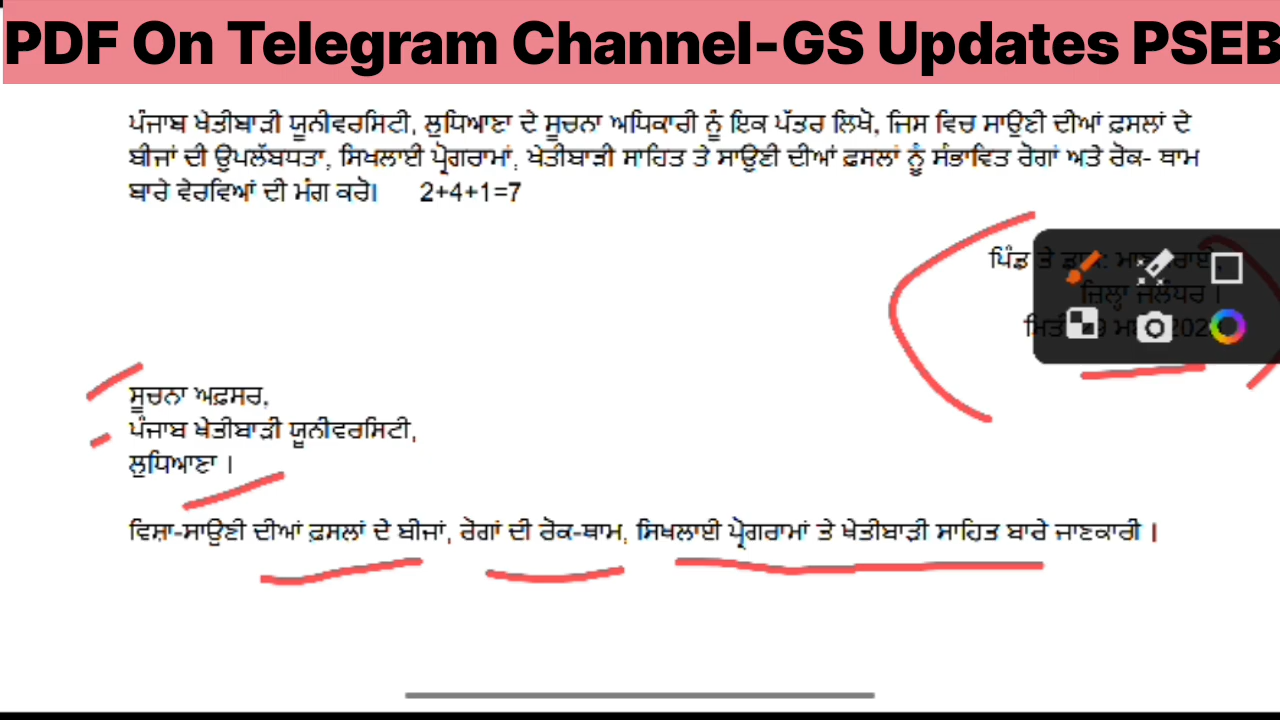 PDF On Telegram Channel-GS Updates PSEB
ਪੰਜਾਬ ਖੇਤੀਬਾੜੀ ਯੂਨੀਵਰਸਿਟੀ, ਲੁਧਿਆਣਾ ਦੇ ਸੂਚਨਾ ਅਧਿਕਾਰੀ ਨੂੰ ਇਕ ਪੱਤਰ ਲਿਖੋ, ਜਿਸ ਵਿਚ ਸਾਉਣੀ ਦੀਆਂ ਫ਼ਸਲਾਂ ਦੇ
ਬੀਜਾਂ ਦੀ ਉਪਲੱਬਧਤਾ, ਸਿਖਲਾਈ ਪ੍ਰੋਗਰਾਮਾਂ, ਖੇਤੀਬਾੜੀ ਸਾਹਿਤ ਤੇ ਸਾਉਣੀ ਦੀਆਂ ਫ਼ਸਲਾਂ ਨੂੰ ਸੰਭਾਵਿਤ ਰੋਗਾਂ ਅਤੇ ਰੋਕ- ਥਾਮ
ਬਾਰੇ ਵੇਰਵਿਆਂ ਦੀ ਮੰਗ ਕਰੋ। 2+4+1=7
ਪਿੰਡ ਤੇ ਡਾਕ:
ਜ਼ਿਲ੍ਹਾ ਜਲੰਧਰ ।
ਸੂਚਨਾ ਅਫ਼ਸਰ,
ਪੰਜਾਬ ਖੇਤੀਬਾੜੀ ਯੂਨੀਵਰਸਿਟੀ,
ਲੁਧਿਆਣਾ ।
ਵਿਸ਼ਾ-ਸਾਉਣੀ ਦੀਆਂ ਫ਼ਸਲਾਂ ਦੇ ਬੀਜਾਂ, ਰੋਗਾਂ ਦੀ ਰੋਕ-ਥਾਮ, ਸਿਖਲਾਈ ਪ੍ਰੋਗਰਾਮਾਂ ਤੇ ਖੇਤੀਬਾੜੀ ਸਾਹਿਤ ਬਾਰੇ ਜਾਣਕਾਰੀ ।